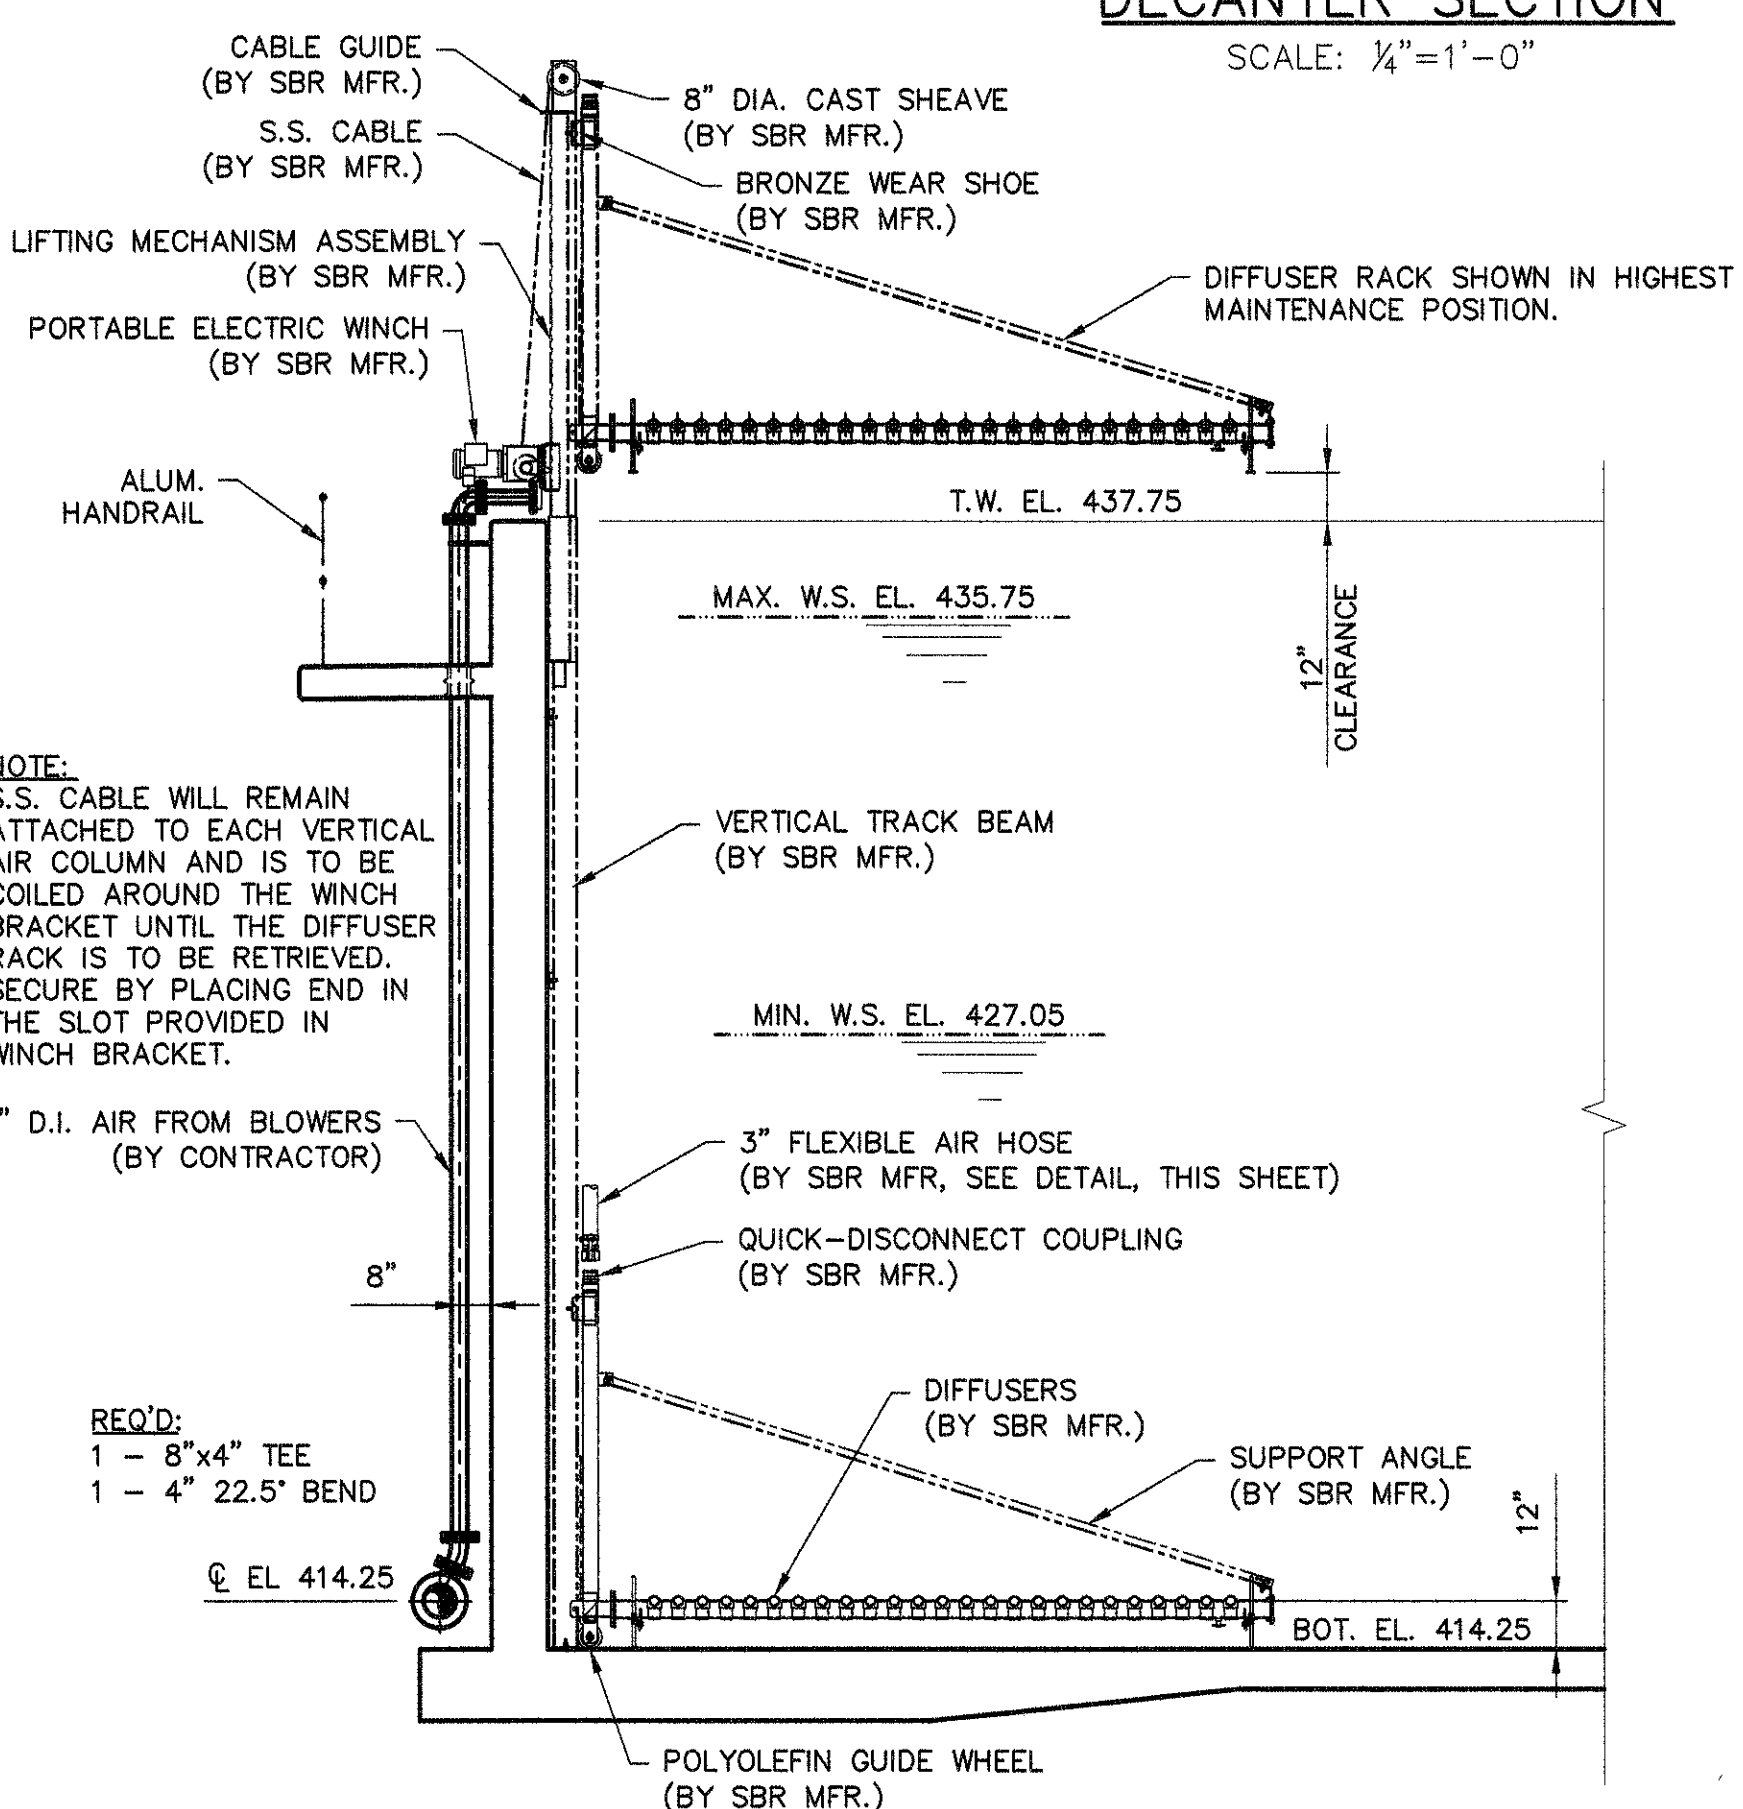 DECANTER SECTION
SCALE: 1/4"=1'-0"
CABLE GUIDE
(BY SBR MFR.)
S.S. CABLE
(BY SBR MFR.)
LIFTING MECHANISM ASSEMBLY
(BY SBR MFR.)
PORTABLE ELECTRIC WINCH
(BY SBR MFR.)
ALUM.
HANDRAIL
8" DIA. CAST SHEAVE
(BY SBR MFR.)
BRONZE WEAR SHOE
(BY SBR MFR.)
DIFFUSER RACK SHOWN IN HIGHEST
MAINTENANCE POSITION.
T.W. EL. 437.75
MAX. W.S. EL. 435.75
12"
CLEARANCE
NOTE:
S.S. CABLE WILL REMAIN
ATTACHED TO EACH VERTICAL
AIR COLUMN AND IS TO BE
COILED AROUND THE WINCH
BRACKET UNTIL THE DIFFUSER
RACK IS TO BE RETRIEVED.
SECURE BY PLACING END IN
THE SLOT PROVIDED IN
WINCH BRACKET.
VERTICAL TRACK BEAM
(BY SBR MFR.)
MIN. W.S. EL. 427.05
" D.I. AIR FROM BLOWERS
(BY CONTRACTOR)
3" FLEXIBLE AIR HOSE
(BY SBR MFR, SEE DETAIL, THIS SHEET)
QUICK-DISCONNECT COUPLING
(BY SBR MFR.)
8"
DIFFUSERS
(BY SBR MFR.)
SUPPORT ANGLE
(BY SBR MFR.)
REQ'D:
1 - 8"x4" TEE
1 - 4" 22.5° BEND
12"
℄ EL 414.25
BOT. EL. 414.25
POLYOLEFIN GUIDE WHEEL
(BY SBR MFR.)